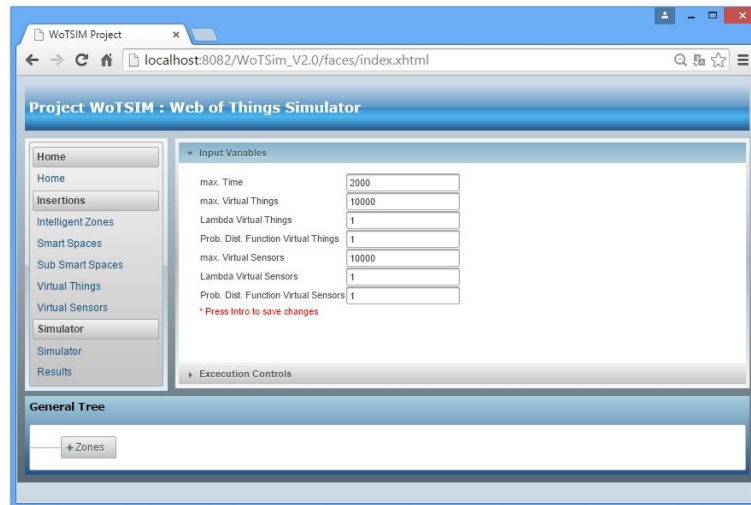 WoTSIM Project
localhost:8082/WoTSim_V2.0/faces/index.xhtml
Project WoTSIM : Web of Things Simulator
Home
Home
Insertions
Intelligent Zones
Smart Spaces
Sub Smart Spaces
Virtual Things
Virtual Sensors
Simulator
Simulator
Results
Input Variables
max. Time 2000
max. Virtual Things 10000
Lambda Virtual Things 1
Prob. Dist. Function Virtual Things 1
max. Virtual Sensors 10000
Lambda Virtual Sensors 1
Prob. Dist. Function Virtual Sensors 1
* Press Intro to save changes
Excecution Controls
General Tree
+Zones